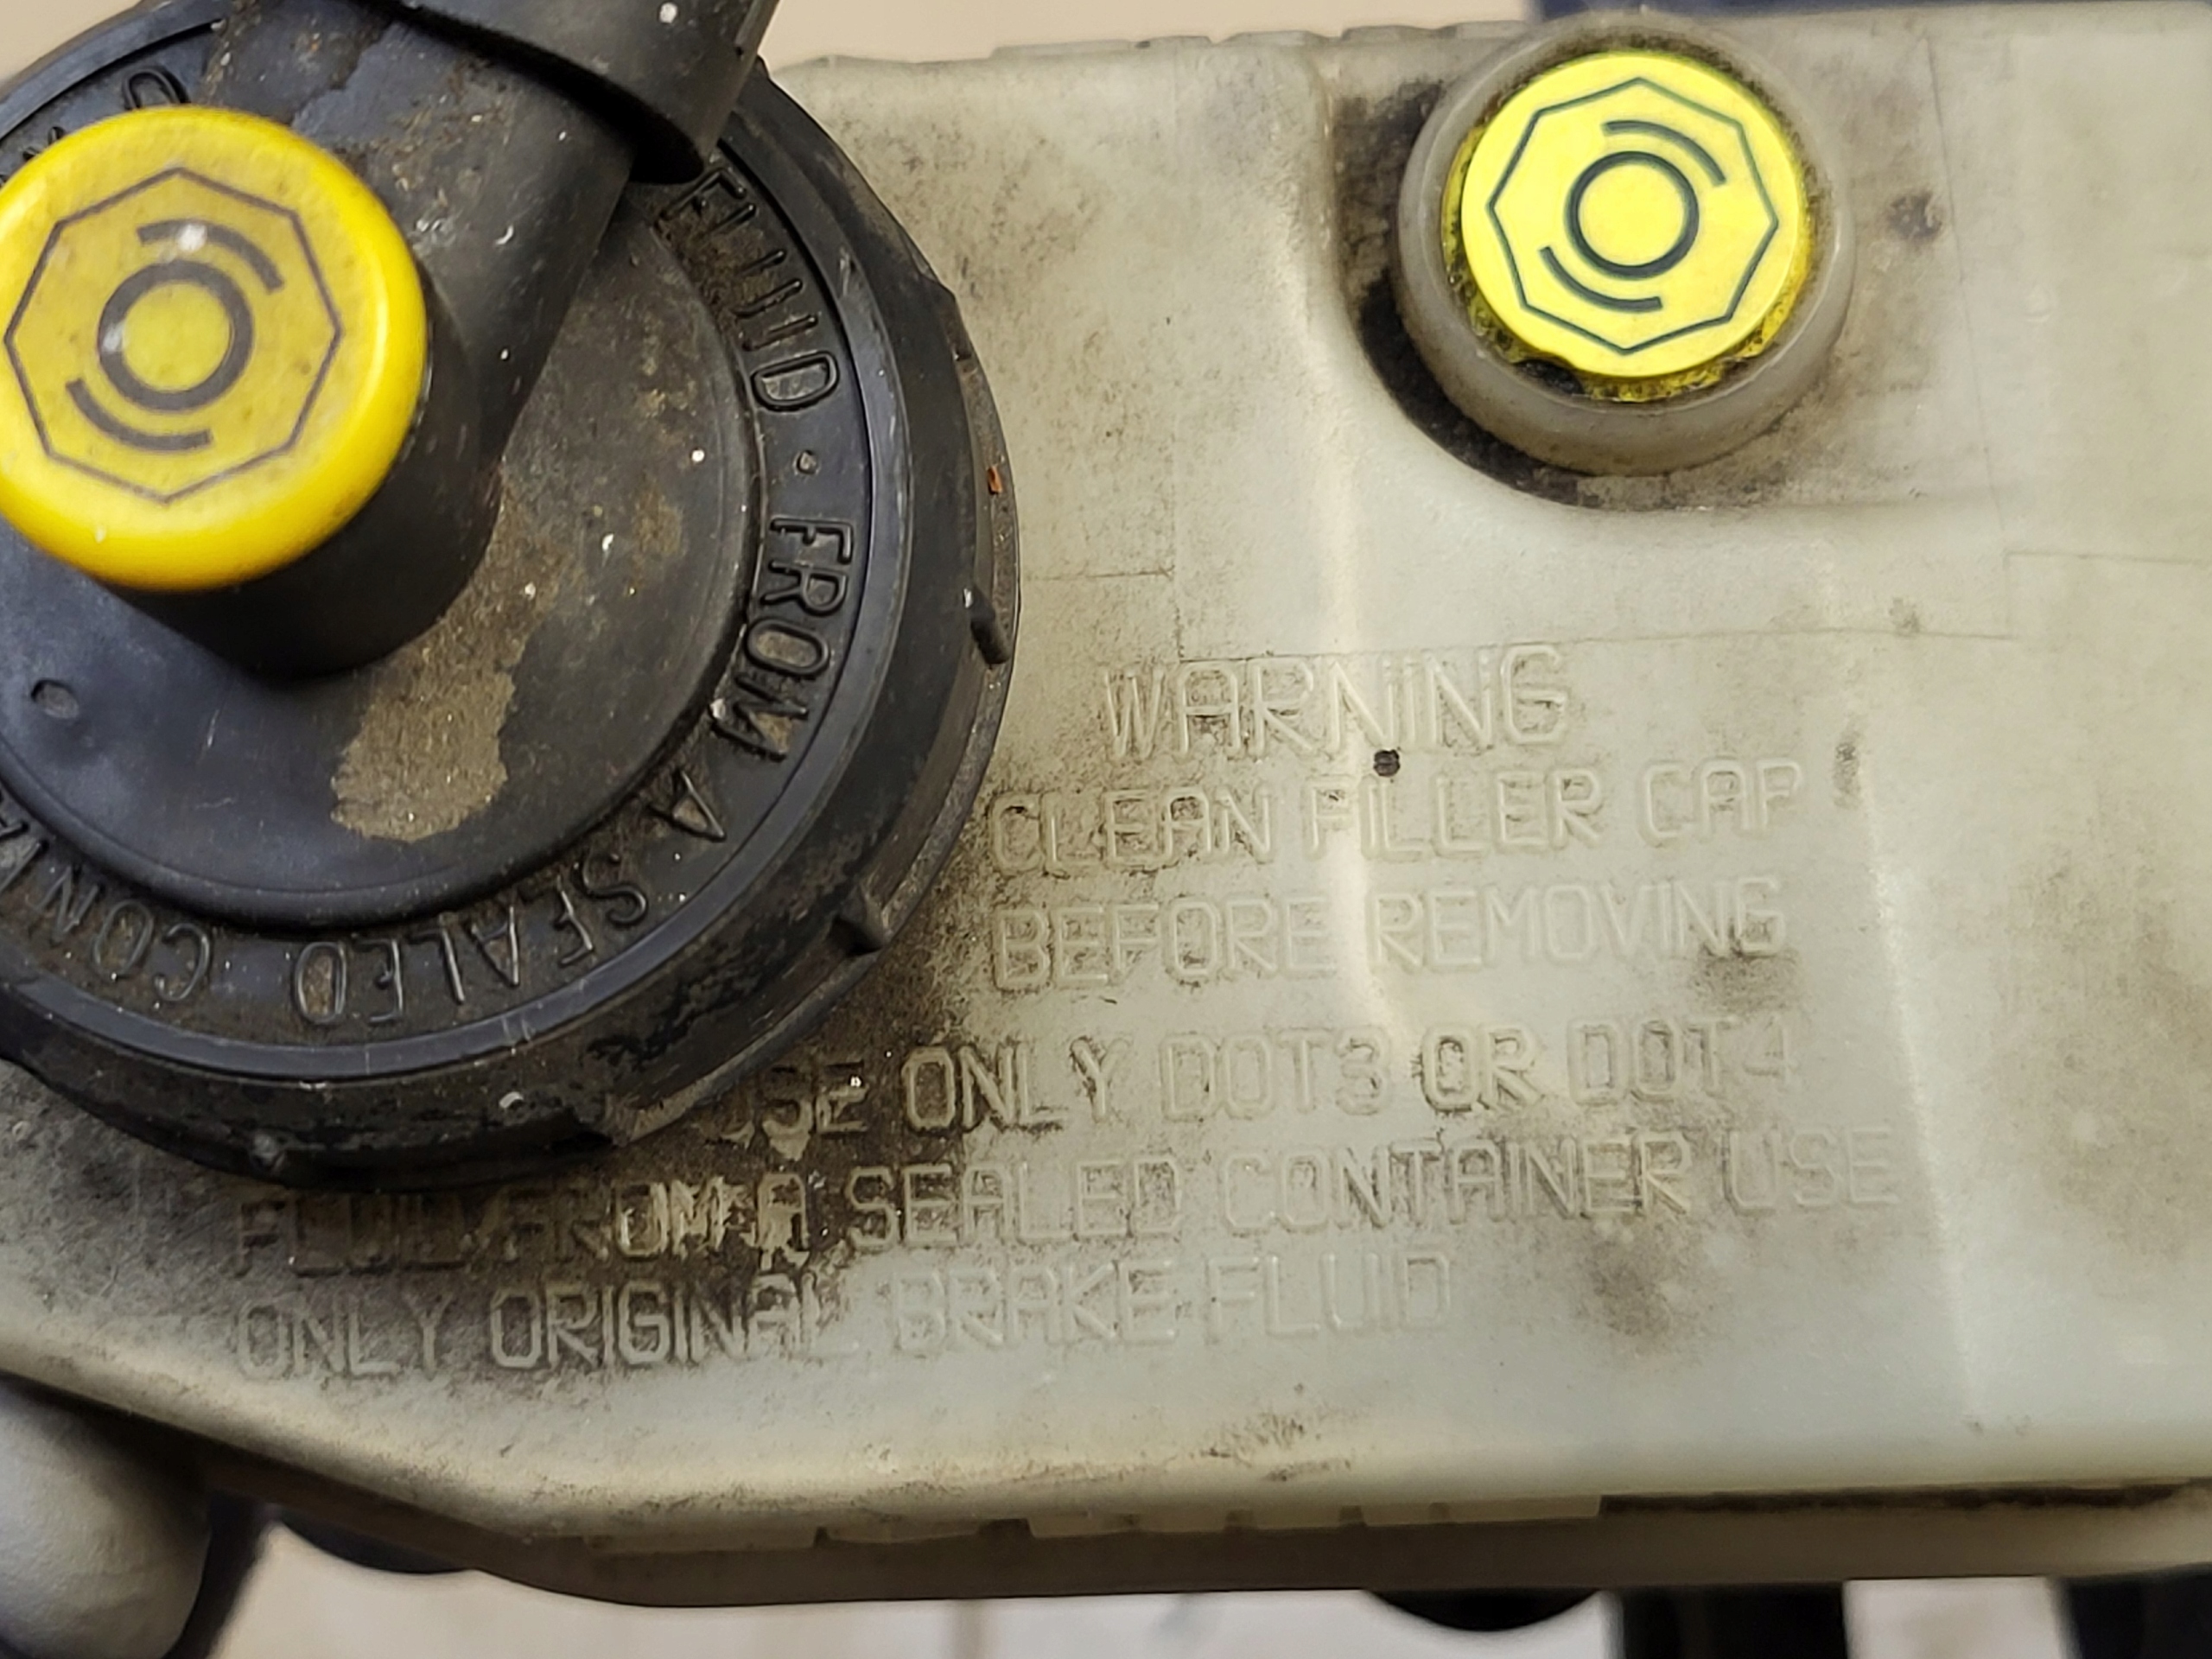 FLUID · FROM A SEALED
WARNING
CLEAN FILLER CAP
BEFORE REMOVING
USE ONLY DOT3 OR DOT4
FLUID FROM A SEALED CONTAINER USE
ONLY ORIGINAL BRAKE FLUID